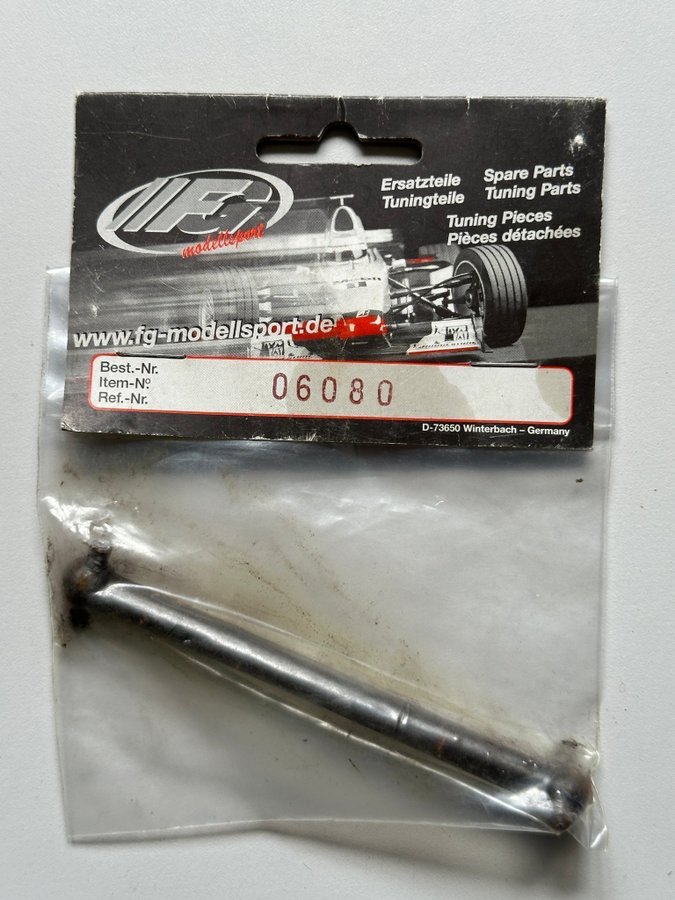 FG
modellsport
Ersatzteile
Tuningteile
Spare Parts
Tuning Parts
Tuning Pieces
Pièces détachées
www.fg-modellsport.de
Best.-Nr.
Item-Nº
Ref.-Nr.
06080
D-73650 Winterbach – Germany